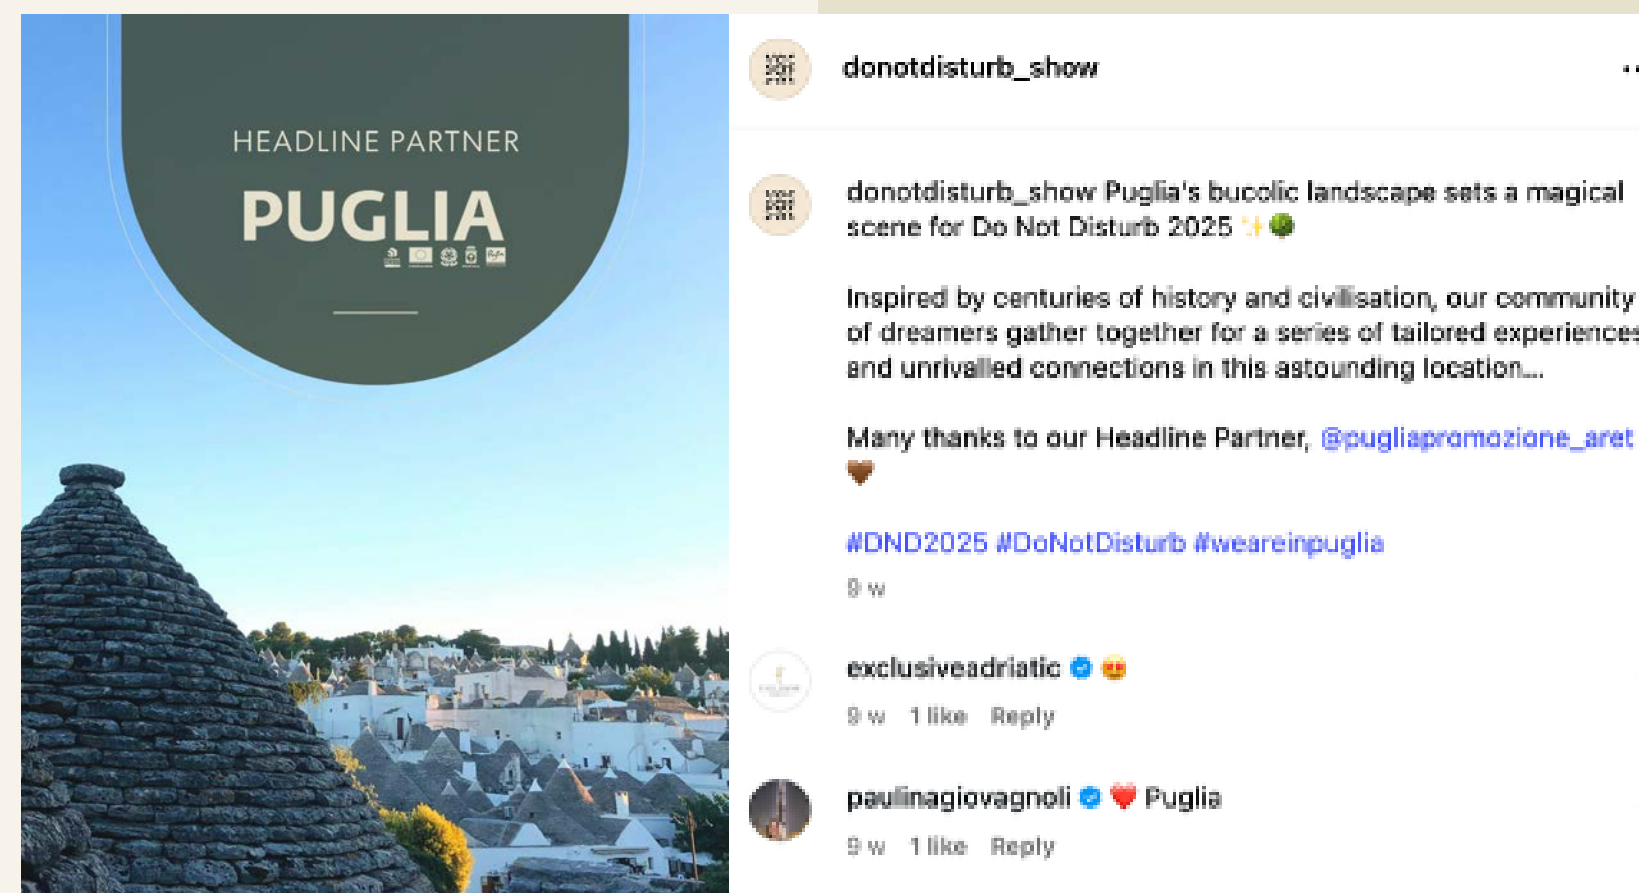 HEADLINE PARTNER
PUGLIA
donotdisturb_show
donotdisturb_show Puglia's bucolic landscape sets a magical
scene for Do Not Disturb 2025 ✨🌳
Inspired by centuries of history and civilisation, our community
of dreamers gather together for a series of tailored experiences
and unrivalled connections in this astounding location...
Many thanks to our Headline Partner, @pugliapromozione_aret
🤎
#DND2025 #DoNotDisturb #weareinpuglia
9 w
exclusiveadriatic 😍
9 w 1 like Reply
paulinagiovagnoli ❤️ Puglia
9 w 1 like Reply